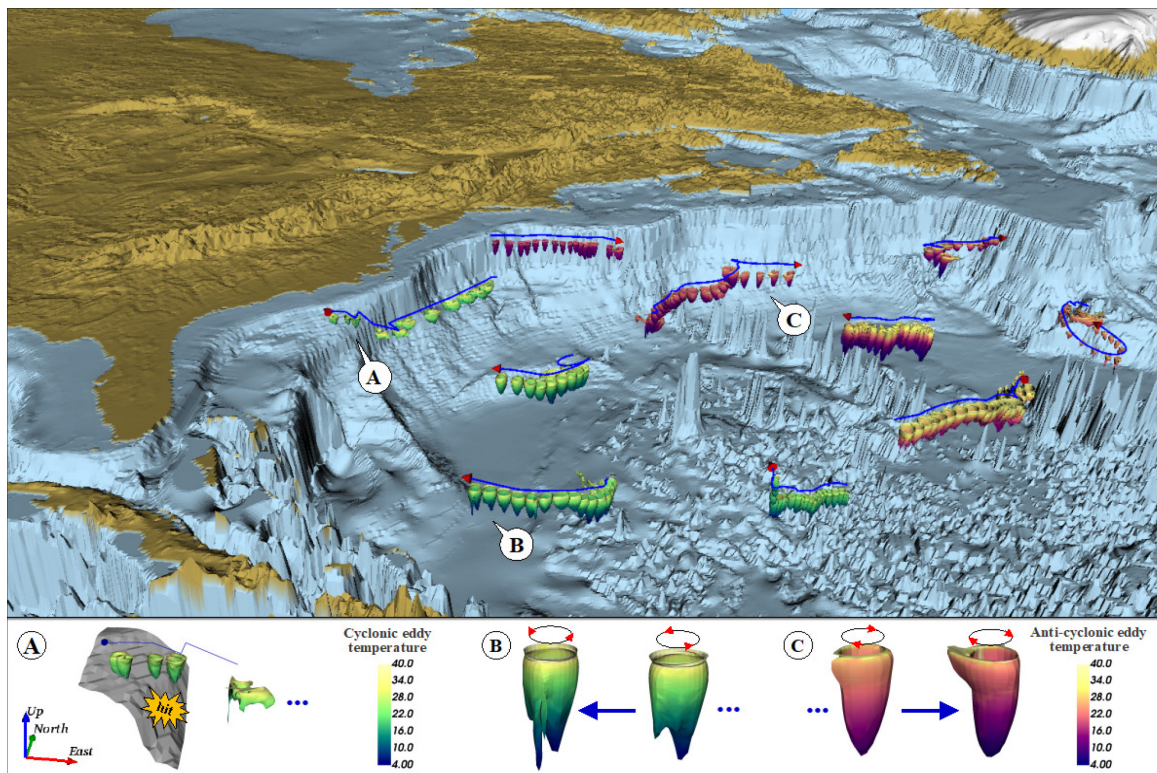 A
C
B
A
hit
Up
North
East
Cyclonic eddy
temperature
40.0
34.0
28.0
22.0
16.0
10.0
4.00
B
C
Anti-cyclonic eddy
temperature
40.0
34.0
28.0
22.0
16.0
10.0
4.00